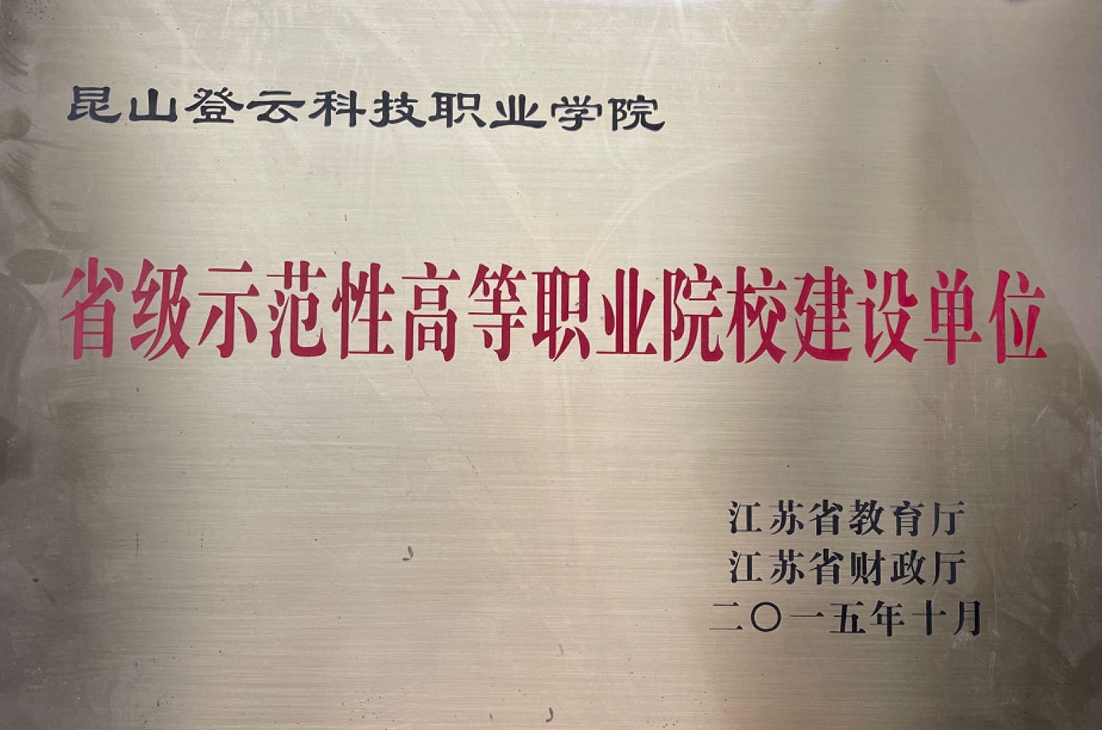 昆山登云科技职业学院
省级示范性高等职业院校建设单位
江苏省教育厅
江苏省财政厅
二〇一五年十月